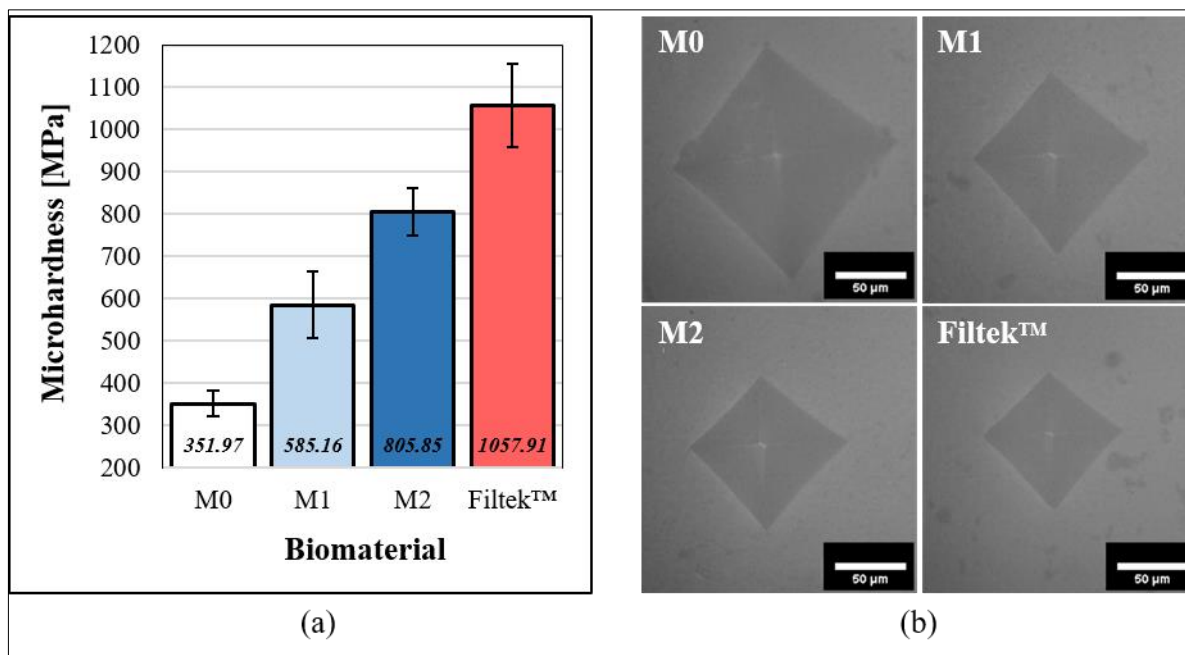 Microhardness [MPa]
1200
1100
1000
900
800
700
600
500
400
300
200
351.97
585.16
805.85
1057.91
M0
M1
M2
Filtek™
Biomaterial
(a)
M0
50 µm
M1
50 µm
M2
50 µm
Filtek™
50 µm
(b)